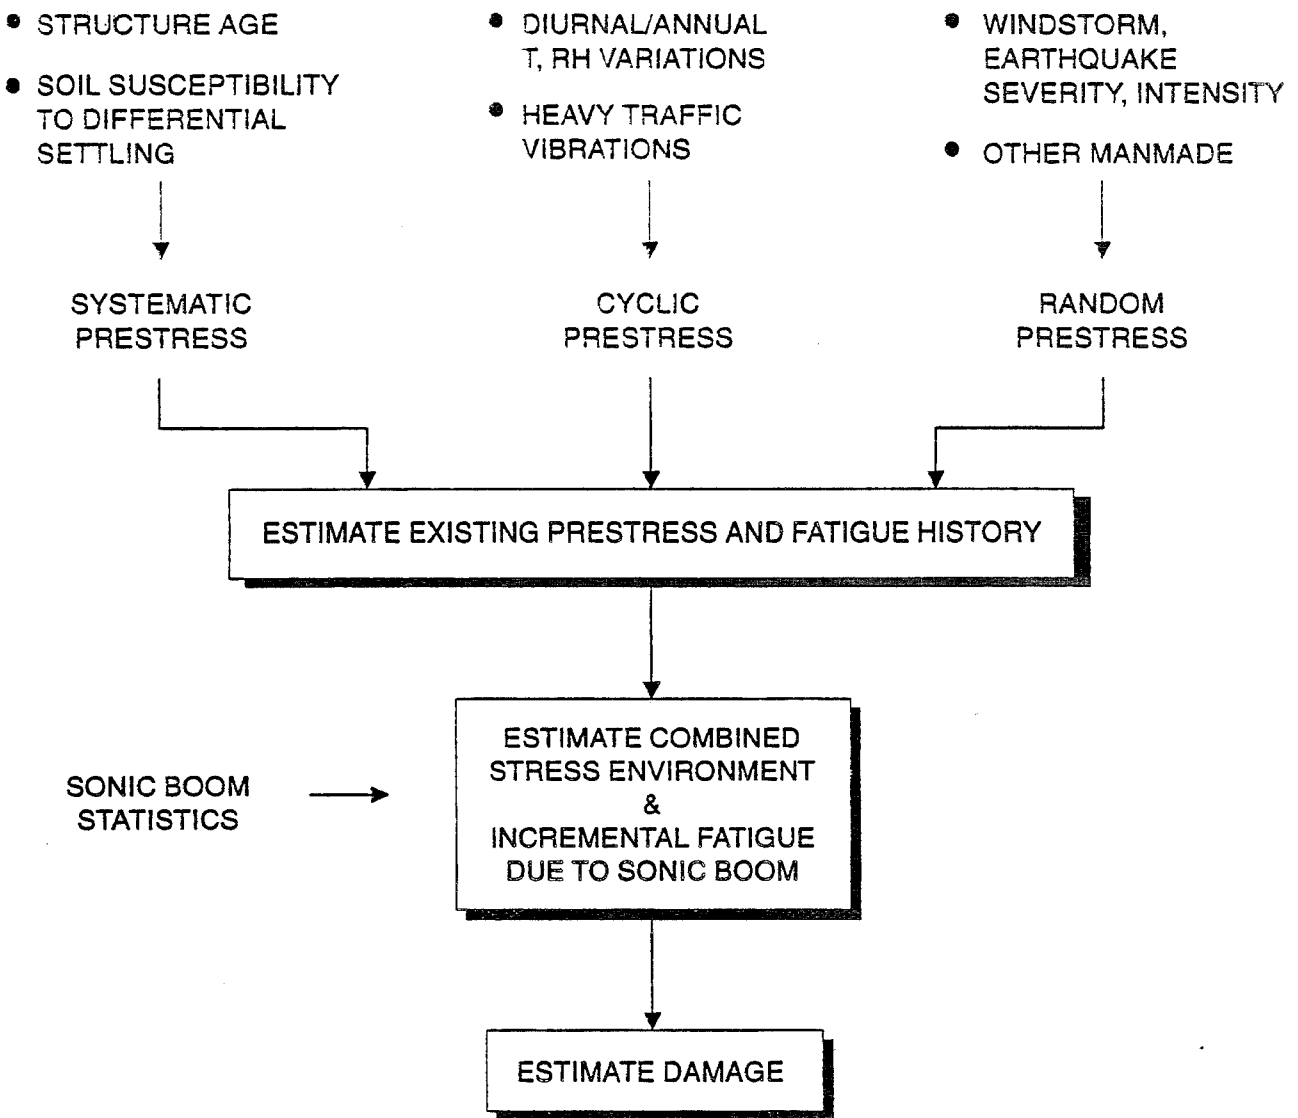 • STRUCTURE AGE
• SOIL SUSCEPTIBILITY
TO DIFFERENTIAL
SETTLING
• DIURNAL/ANNUAL
T, RH VARIATIONS
• HEAVY TRAFFIC
VIBRATIONS
• WINDSTORM,
EARTHQUAKE
SEVERITY, INTENSITY
• OTHER MANMADE
SYSTEMATIC
PRESTRESS
CYCLIC
PRESTRESS
RANDOM
PRESTRESS
ESTIMATE EXISTING PRESTRESS AND FATIGUE HISTORY
SONIC BOOM
STATISTICS
ESTIMATE COMBINED
STRESS ENVIRONMENT
&
INCREMENTAL FATIGUE
DUE TO SONIC BOOM
ESTIMATE DAMAGE